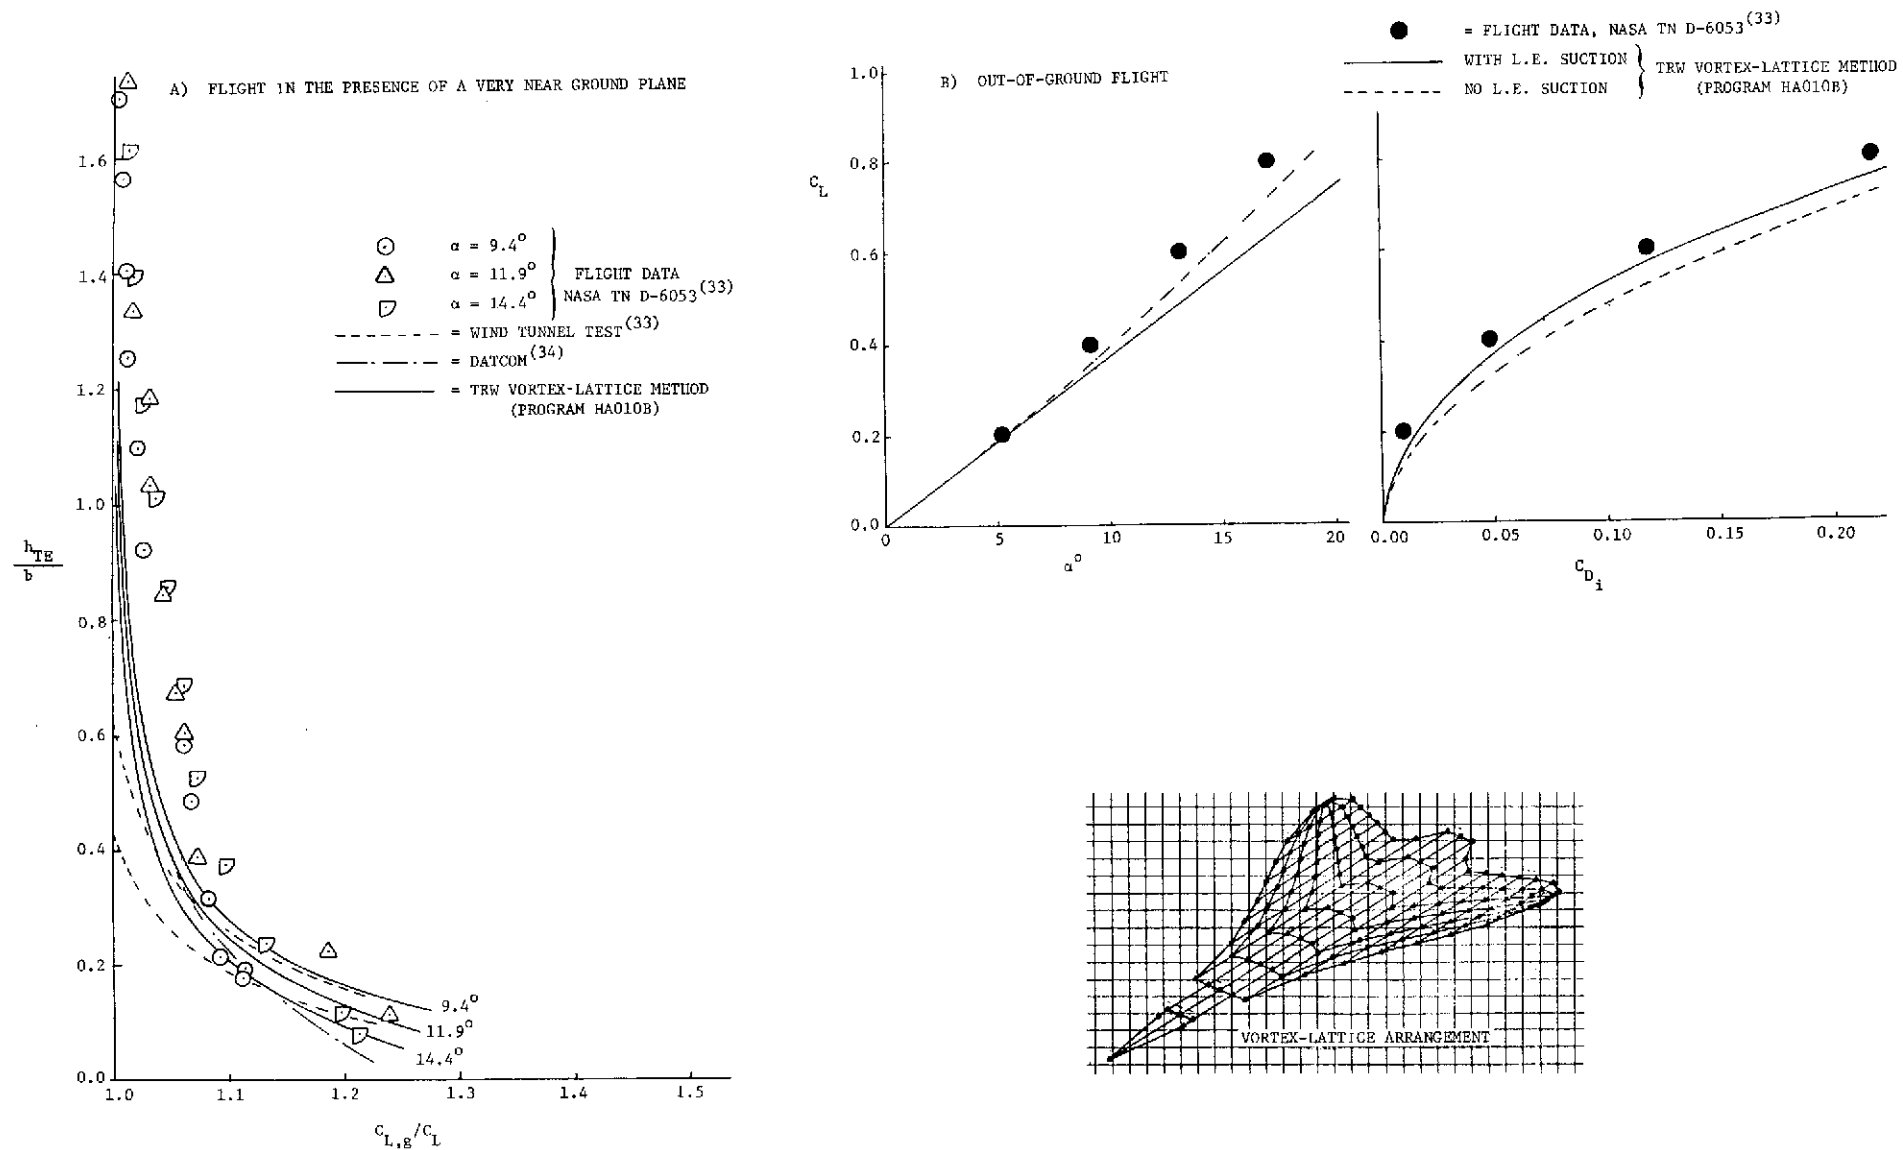 A) FLIGHT IN THE PRESENCE OF A VERY NEAR GROUND PLANE
1.6
1.4
1.2
1.0
0.8
0.6
0.4
0.2
0.0
h_TE
b
α = 9.4°
α = 11.9°
α = 14.4°
FLIGHT DATA
NASA TN D-6053(33)
= WIND TUNNEL TEST(33)
= DATCOM(34)
= TRW VORTEX-LATTICE METHOD
(PROGRAM HA010B)
9.4°
11.9°
14.4°
1.0 1.1 1.2 1.3 1.4 1.5
C_L,g/C_L
= FLIGHT DATA, NASA TN D-6053(33)
WITH L.E. SUCTION
NO L.E. SUCTION
TRW VORTEX-LATTICE METHOD
(PROGRAM HA010B)
B) OUT-OF-GROUND FLIGHT
1.0
0.8
C_L
0.6
0.4
0.2
0.0
0 5 10 15 20
α°
0.00 0.05 0.10 0.15 0.20
C_D_i
VORTEX-LATTICE ARRANGEMENT